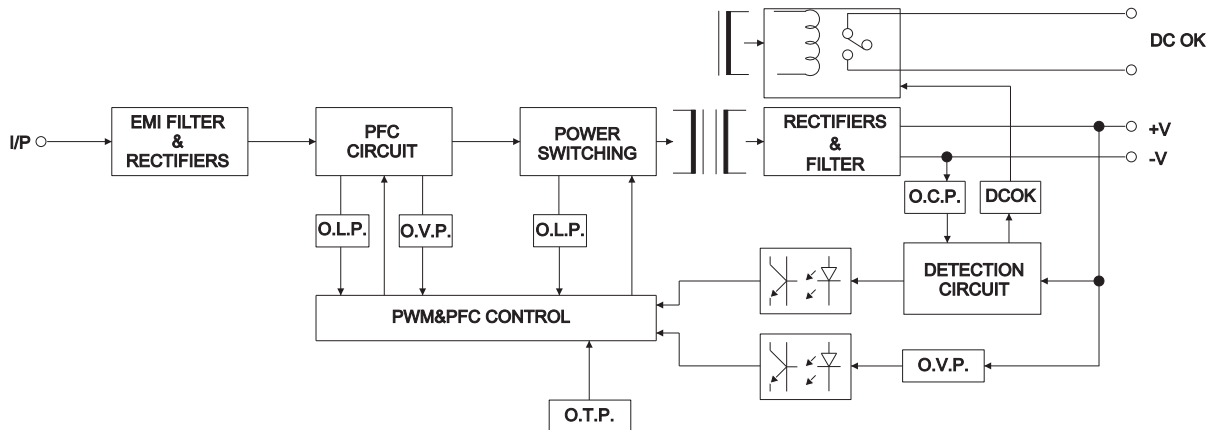 DC OK
I/P
EMI FILTER
&
RECTIFIERS
PFC
CIRCUIT
POWER
SWITCHING
RECTIFIERS
&
FILTER
+V
-V
O.L.P.
O.V.P.
O.L.P.
O.C.P.
DCOK
DETECTION
CIRCUIT
PWM&PFC CONTROL
O.V.P.
O.T.P.